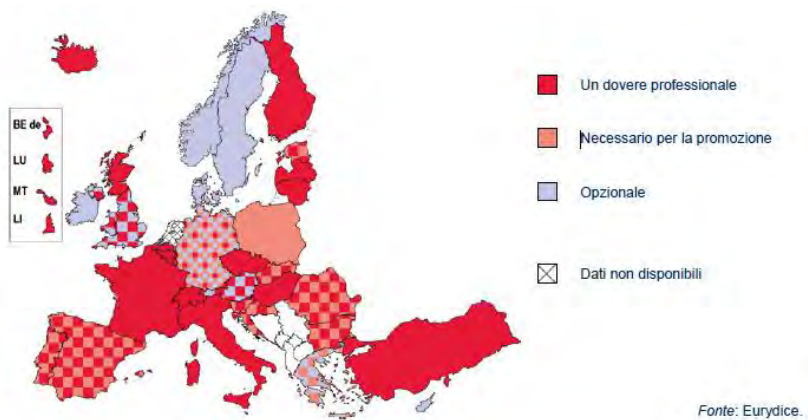 BE de
LU
MT
LI
Un dovere professionale
Necessario per la promozione
Opzionale
Dati non disponibili
Fonte: Eurydice.